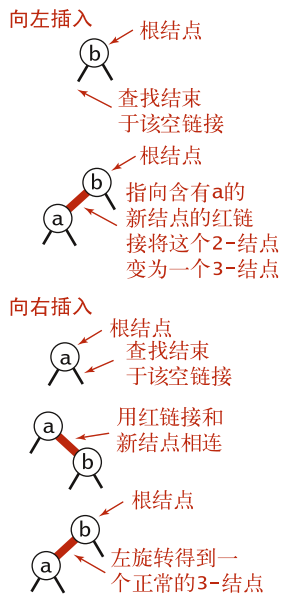 向左插入
根结点
b
查找结束
于该空链接
根结点
b
a
指向含有a的
新结点的红链
接将这个2-结点
变为一个3-结点
向右插入
根结点
a
查找结束
于该空链接
a
b
用红链接和
新结点相连
根结点
b
a
左旋转得到一
个正常的3-结点